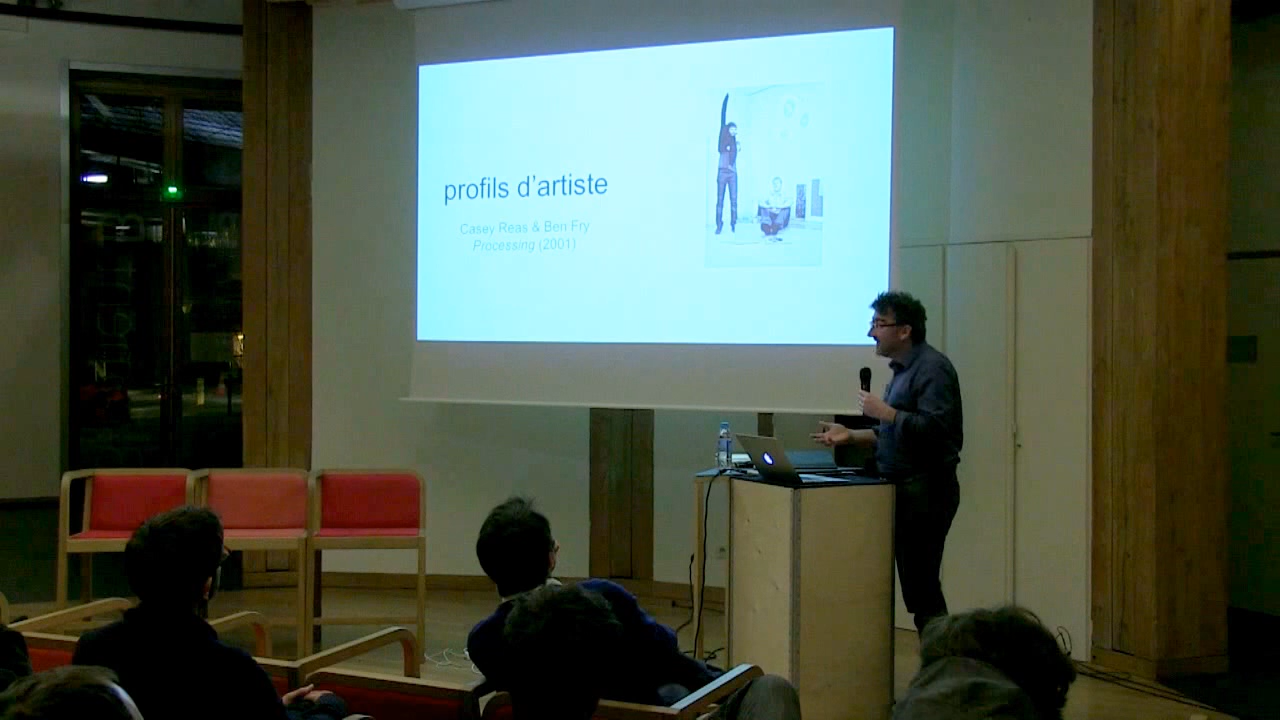 profils d'artiste
Casey Reas & Ben Fry
Processing (2001)